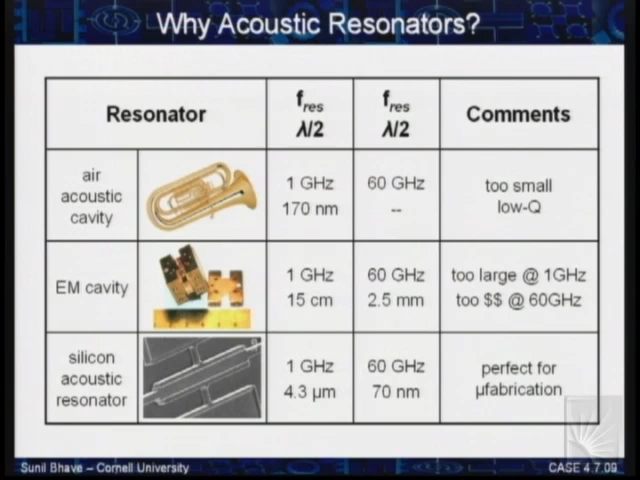 Why Acoustic Resonators?
Resonator
fres
λ/2
fres
λ/2
Comments
air
acoustic
cavity
1 GHz
170 nm
60 GHz
--
too small
low-Q
EM cavity
1 GHz
15 cm
60 GHz
2.5 mm
too large @ 1GHz
too $$ @ 60GHz
silicon
acoustic
resonator
1 GHz
4.3 µm
60 GHz
70 nm
perfect for
µfabrication
Sunil Bhave – Cornell University
CASE 4.7.09